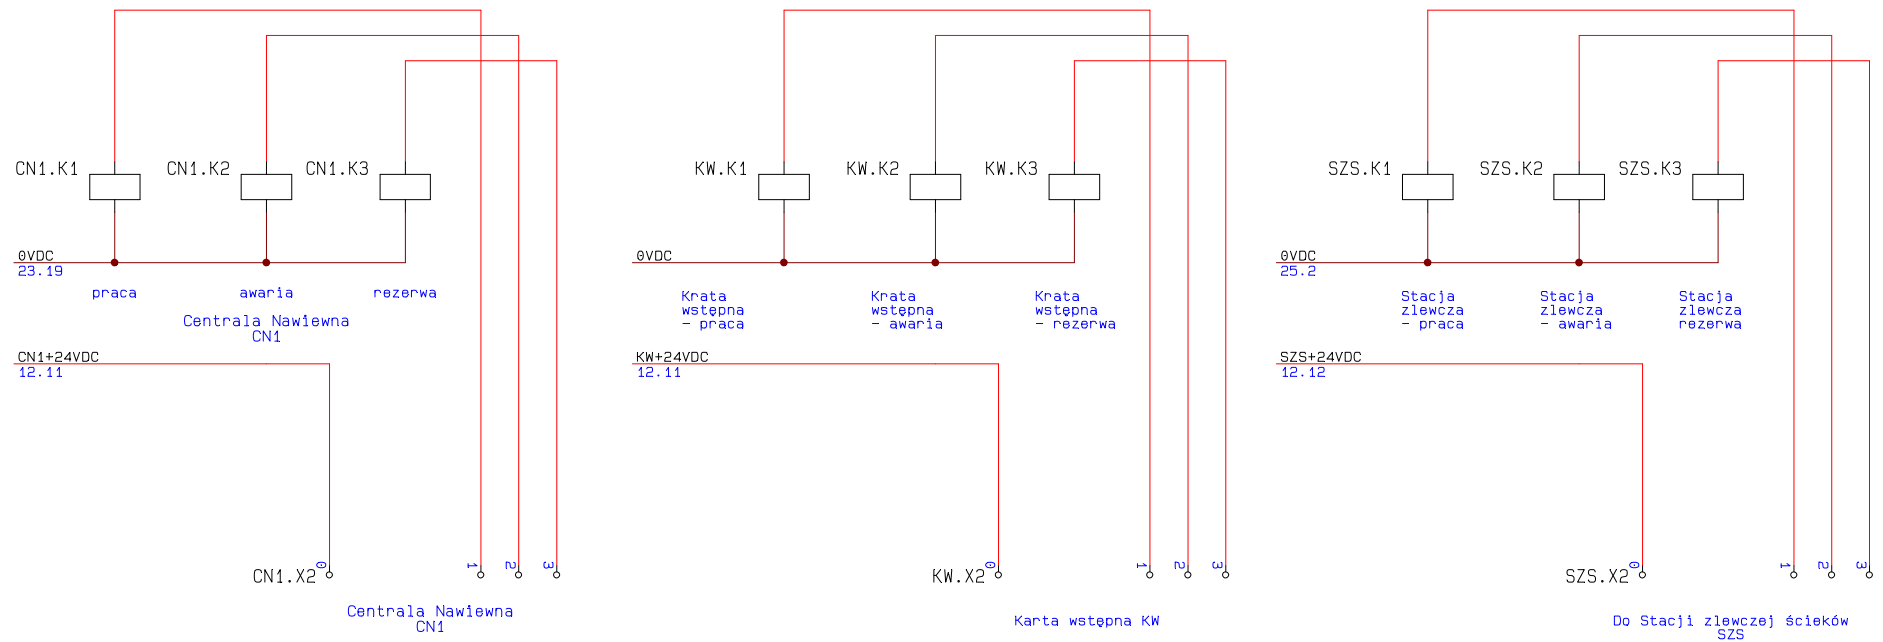 CN1.K1
CN1.K2
CN1.K3
0VDC
23.19
praca
awaria
rezerwa
Centrala Nawiewna
CN1
CN1+24VDC
12.11
CN1.X2
0
1
2
3
Centrala Nawiewna
CN1
KW.K1
KW.K2
KW.K3
0VDC
Krata
wstępna
- praca
Krata
wstępna
- awaria
Krata
wstępna
- rezerwa
KW+24VDC
12.11
KW.X2
0
1
2
3
Karta wstępna KW
SZS.K1
SZS.K2
SZS.K3
0VDC
25.2
Stacja
zlewcza
- praca
Stacja
zlewcza
- awaria
Stacja
zlewcza
rezerwa
SZS+24VDC
12.12
SZS.X2
0
1
2
3
Do Stacji zlewczej ścieków
SZS